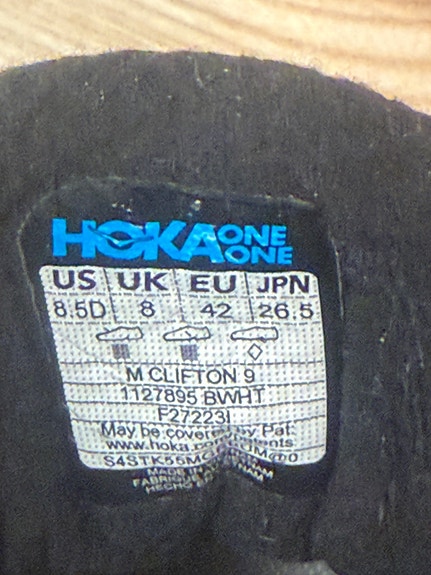 HOKA ONE ONE
US UK EU JPN
8.5D 8 42 26.5
M CLIFTON 9
1127895 BWHT
F27223I
May be covered by Pat.
www.hoka.
MADE IN VIETNAM